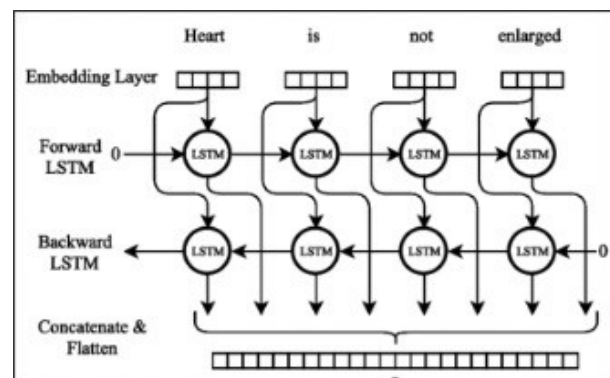 Heart is not enlarged
Embedding Layer
Forward
LSTM
0 LSTM LSTM LSTM LSTM
Backward
LSTM
LSTM LSTM LSTM LSTM 0
Concatenate &
Flatten